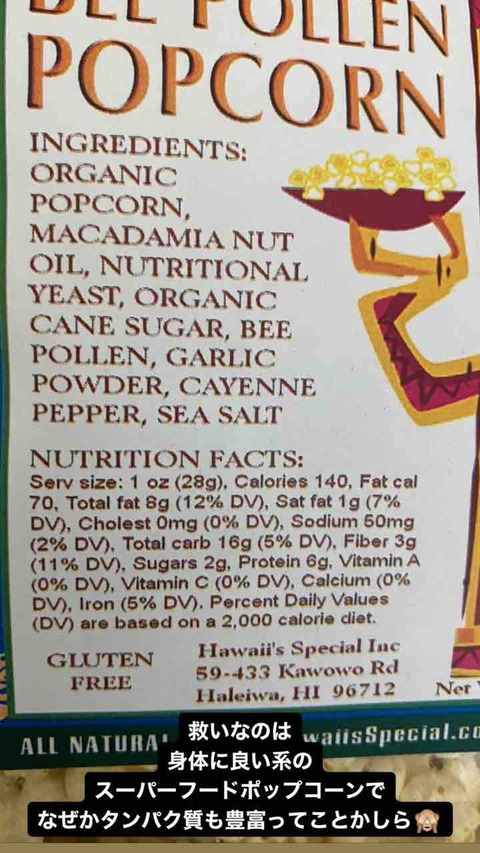 BEE POLLEN
POPCORN
INGREDIENTS:
ORGANIC
POPCORN,
MACADAMIA NUT
OIL, NUTRITIONAL
YEAST, ORGANIC
CANE SUGAR, BEE
POLLEN, GARLIC
POWDER, CAYENNE
PEPPER, SEA SALT
NUTRITION FACTS:
Serv size: 1 oz (28g), Calories 140, Fat cal
70, Total fat 8g (12% DV), Sat fat 1g (7%
DV), Cholest 0mg (0% DV), Sodium 50mg
(2% DV), Total carb 16g (5% DV), Fiber 3g
(11% DV), Sugars 2g, Protein 6g, Vitamin A
(0% DV), Vitamin C (0% DV), Calcium (0%
DV), Iron (5% DV). Percent Daily Values
(DV) are based on a 2,000 calorie diet.
GLUTEN
FREE
Hawaii's Special Inc
59-433 Kawowo Rd
Haleiwa, HI 96712
Net
ALL NATURAL
waiisSpecial.co
救いなのは
身体に良い系の
スーパーフードポップコーンで
なぜかタンパク質も豊富ってことかしら🙈